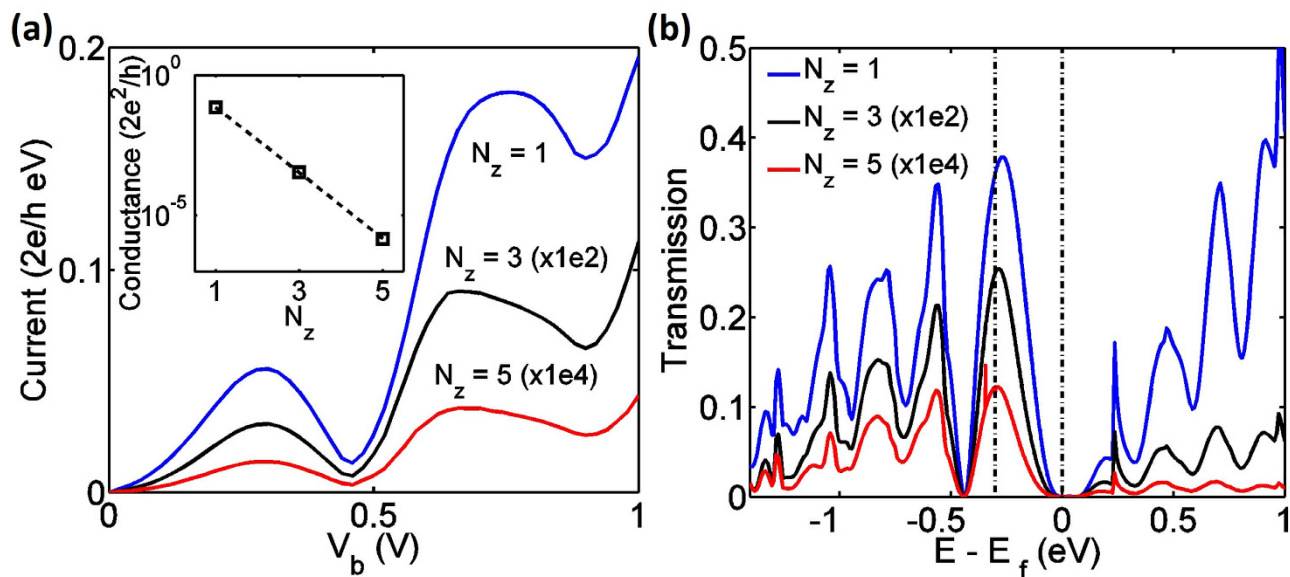 (a)
0.2
0.1
0
Current (2e/h eV)
0
0.5
1
V_b (V)
N_z = 1
N_z = 3 (x1e2)
N_z = 5 (x1e4)
10^0
10^-5
Conductance (2e^2/h)
1
3
5
N_z
(b)
0.5
0.4
0.3
0.2
0.1
0
Transmission
N_z = 1
N_z = 3 (x1e2)
N_z = 5 (x1e4)
-1
-0.5
0
0.5
1
E - E_f (eV)